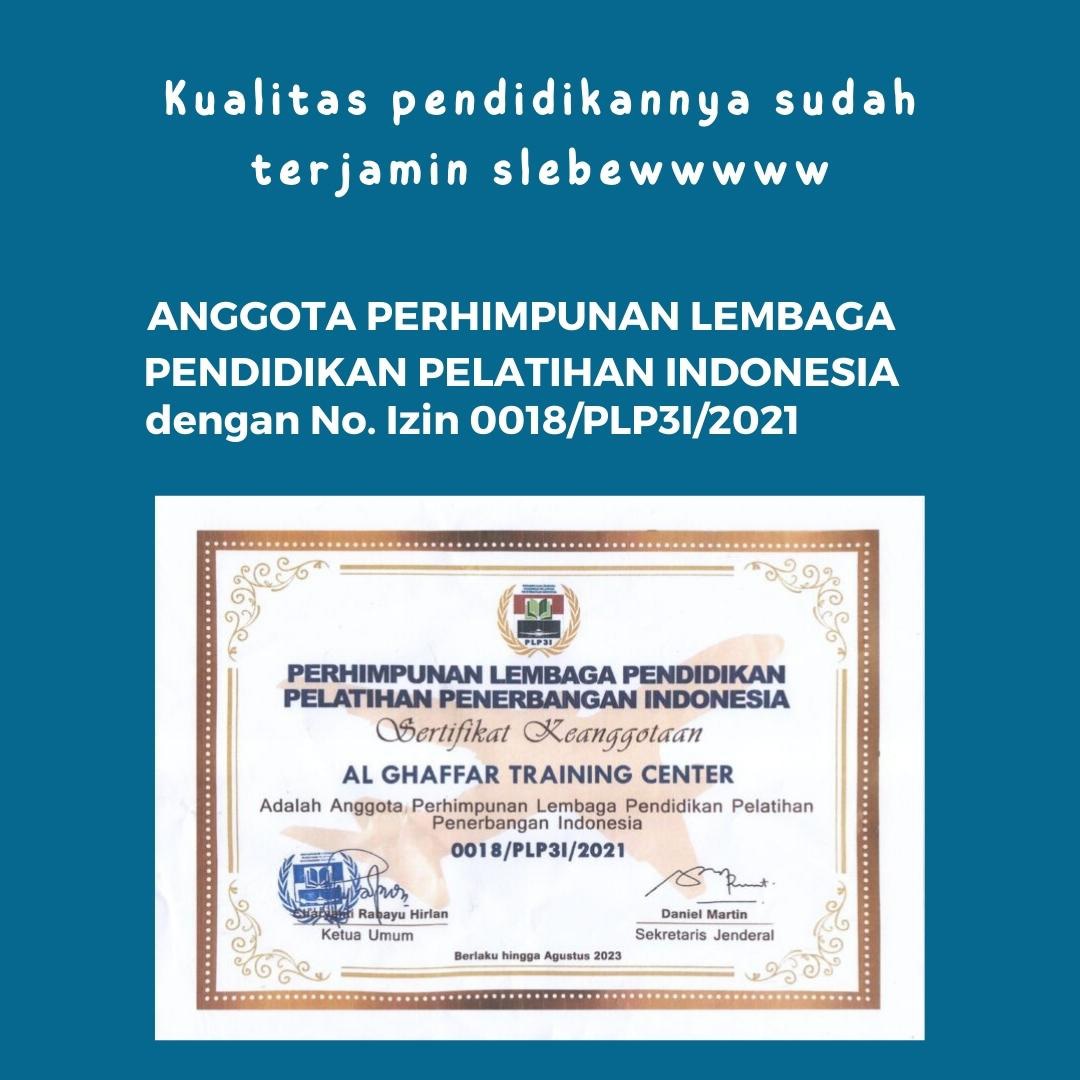 Kualitas pendidikannya sudah
terjamin slebewwwww
ANGGOTA PERHIMPUNAN LEMBAGA
PENDIDIKAN PELATIHAN INDONESIA
dengan No. Izin 0018/PLP3I/2021
PLP3I
PERHIMPUNAN LEMBAGA PENDIDIKAN
PELATIHAN PENERBANGAN INDONESIA
Sertifikat Keanggotaan
AL GHAFFAR TRAINING CENTER
Adalah Anggota Perhimpunan Lembaga Pendidikan Pelatihan
Penerbangan Indonesia
0018/PLP3I/2021
Rahayu Hirlan
Ketua Umum
Daniel Martin
Sekretaris Jenderal
Berlaku hingga Agustus 2023